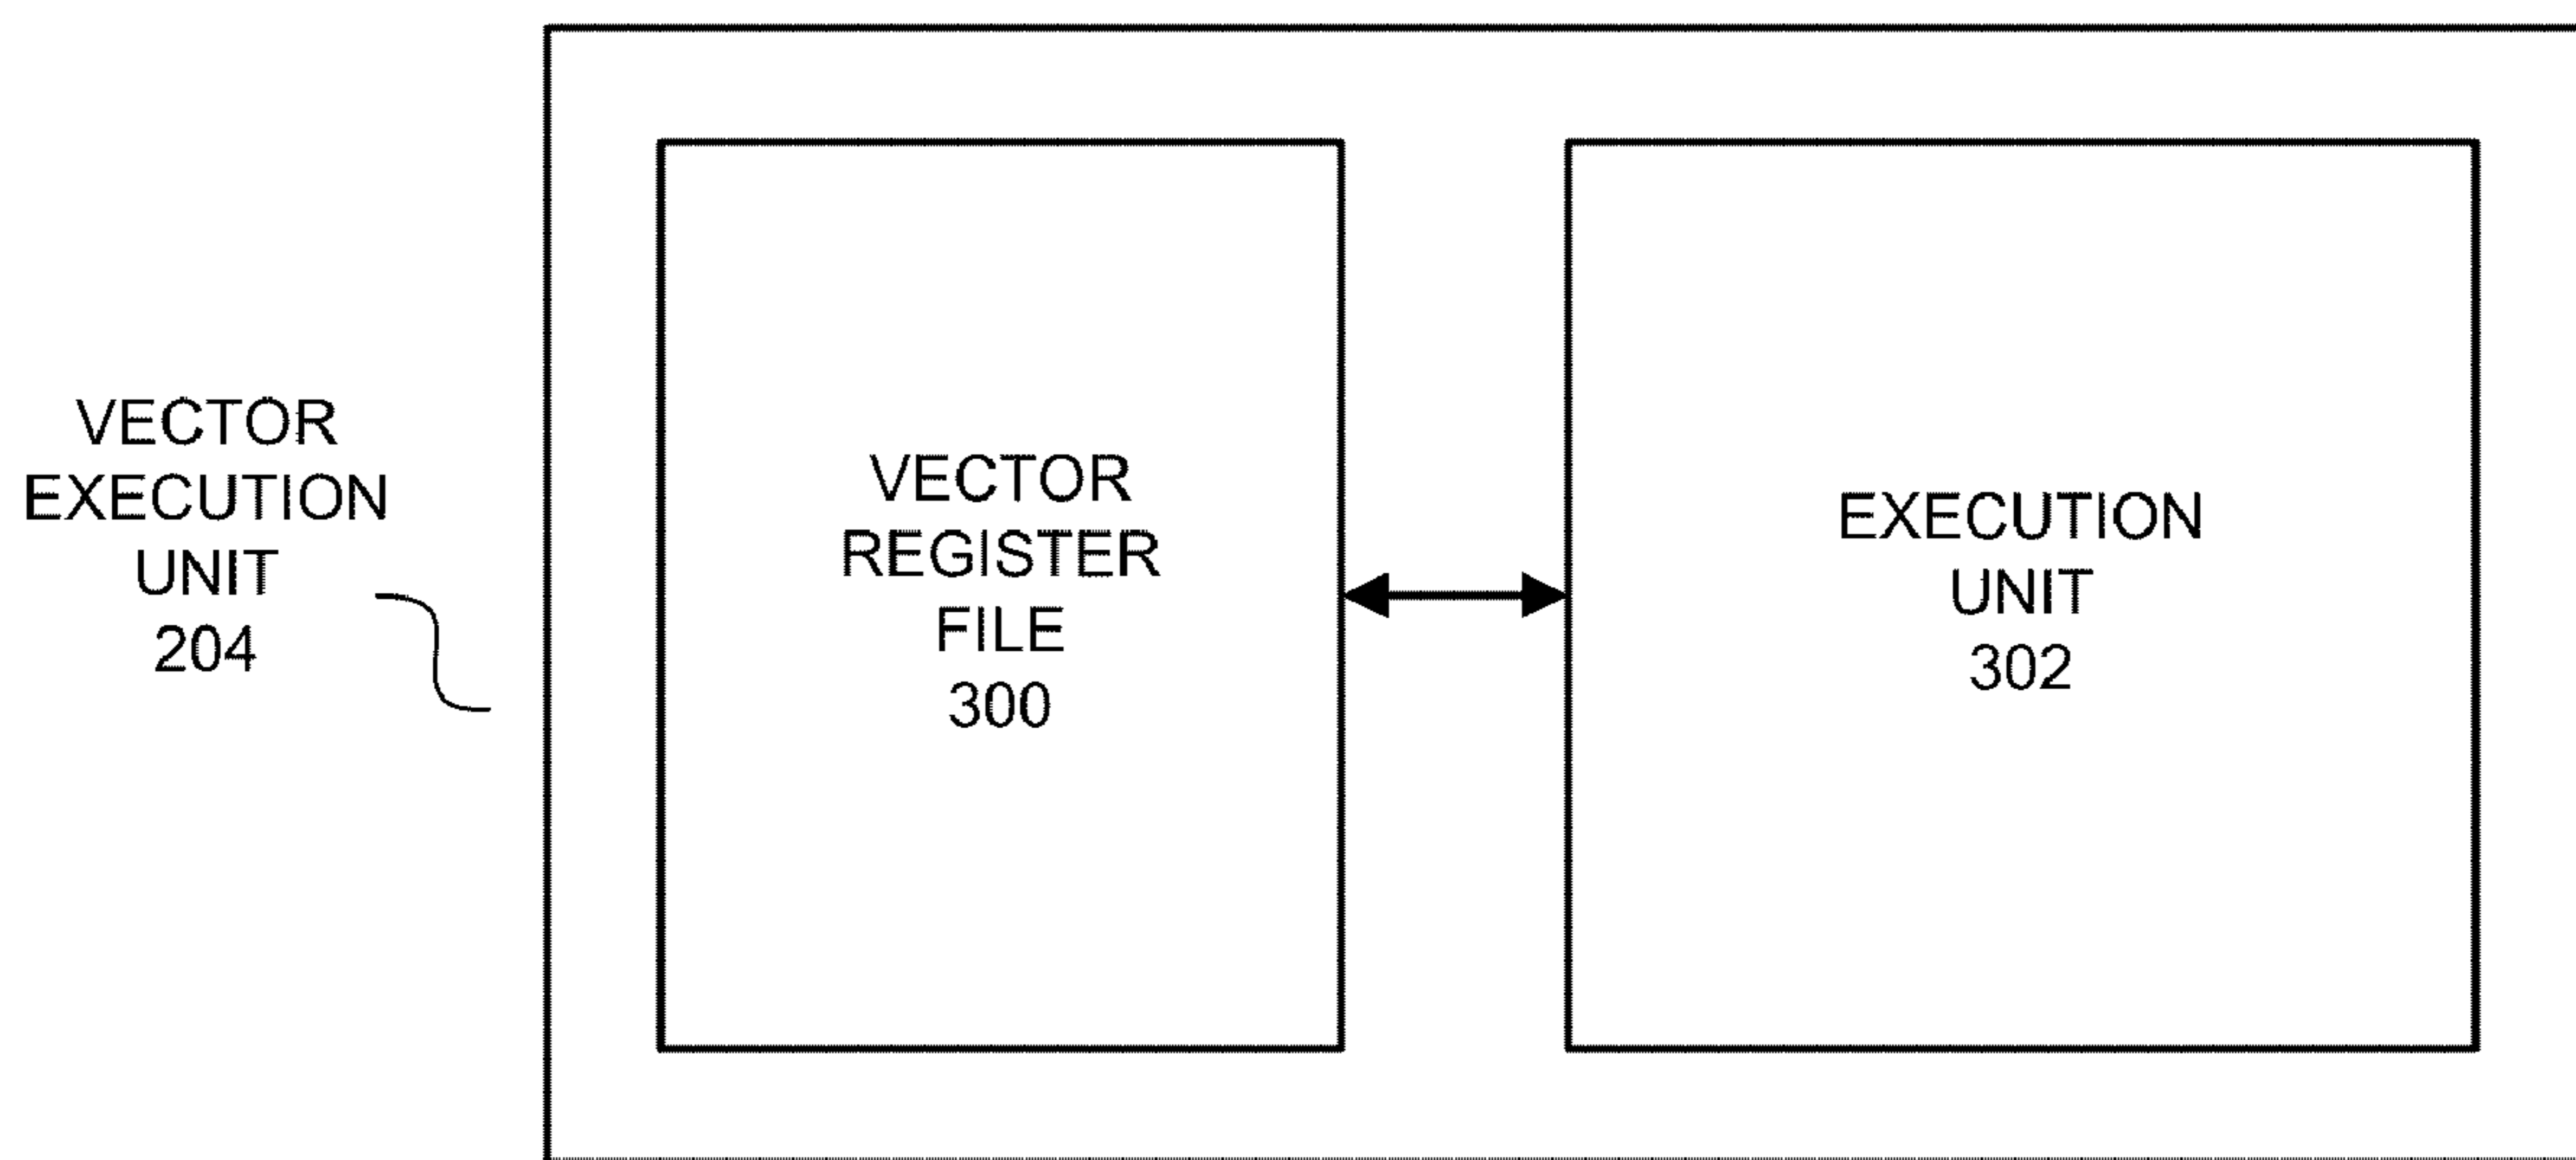 VECTOR
EXECUTION
UNIT
204
VECTOR
REGISTER
FILE
300
EXECUTION
UNIT
302